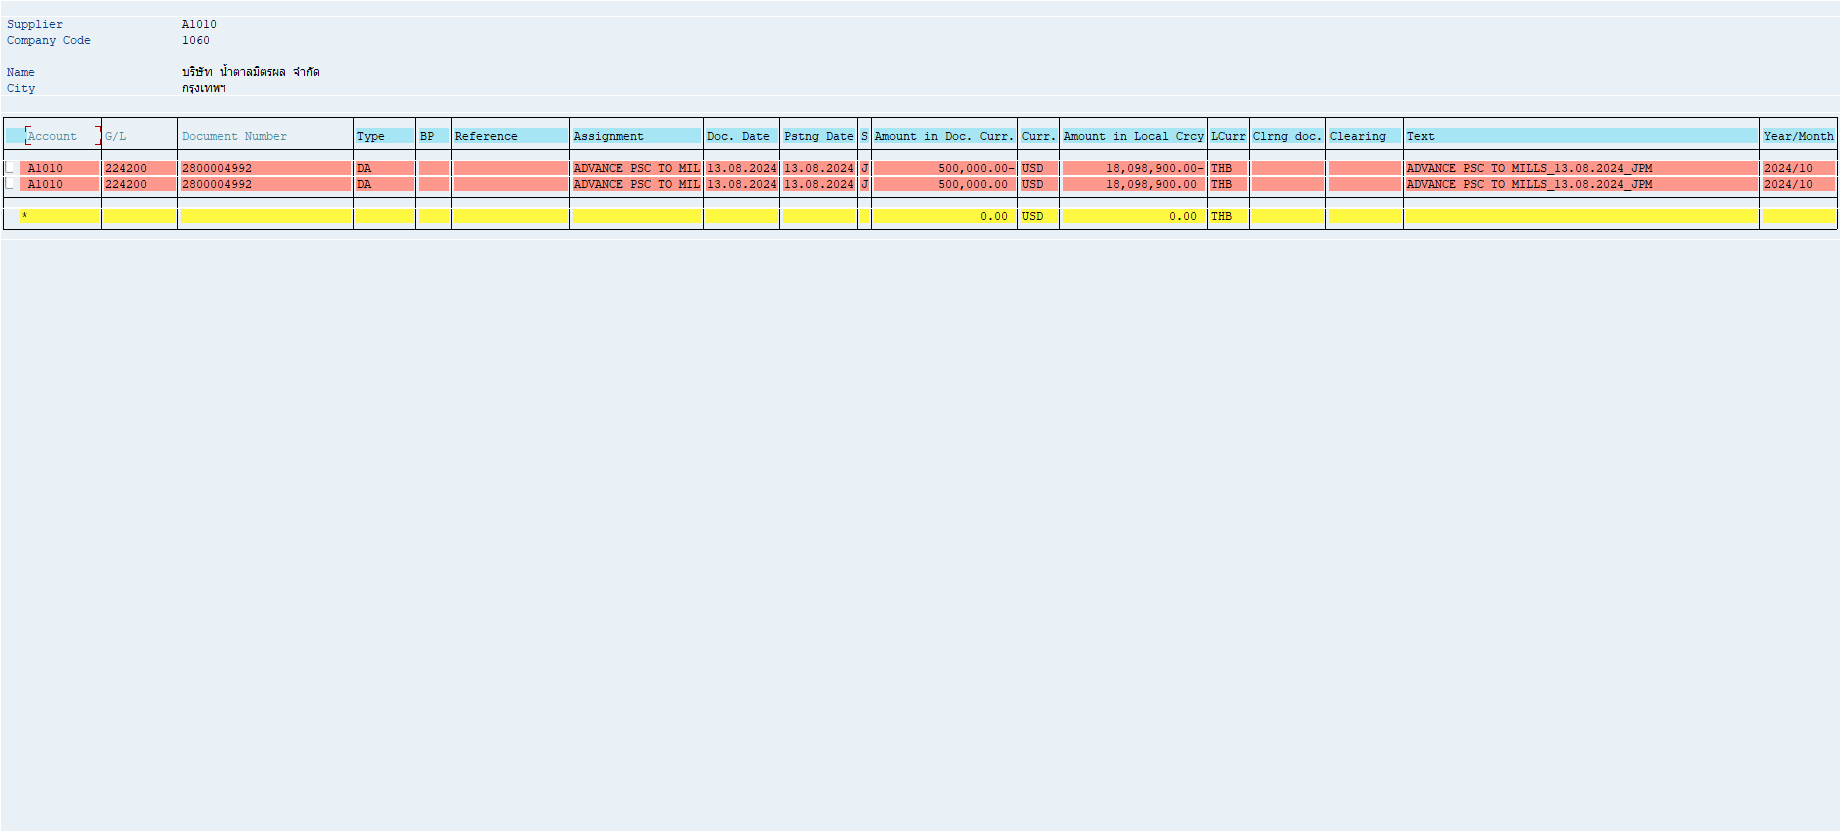 Supplier A1010
Company Code 1060
Name บริษัท น้ำตาลมิตรผล จำกัด
City กรุงเทพฯ
Account G/L Document Number Type BP Reference Assignment Doc. Date Pstng Date S Amount in Doc. Curr. Curr. Amount in Local Crcy LCurr Clrng doc. Clearing Text Year/Month
A1010 224200 2800004992 DA ADVANCE PSC TO MIL 13.08.2024 13.08.2024 J 500,000.00- USD 18,098,900.00- THB ADVANCE PSC TO MILLS_13.08.2024_JPM 2024/10
A1010 224200 2800004992 DA ADVANCE PSC TO MIL 13.08.2024 13.08.2024 J 500,000.00 USD 18,098,900.00 THB ADVANCE PSC TO MILLS_13.08.2024_JPM 2024/10
* 0.00 USD 0.00 THB